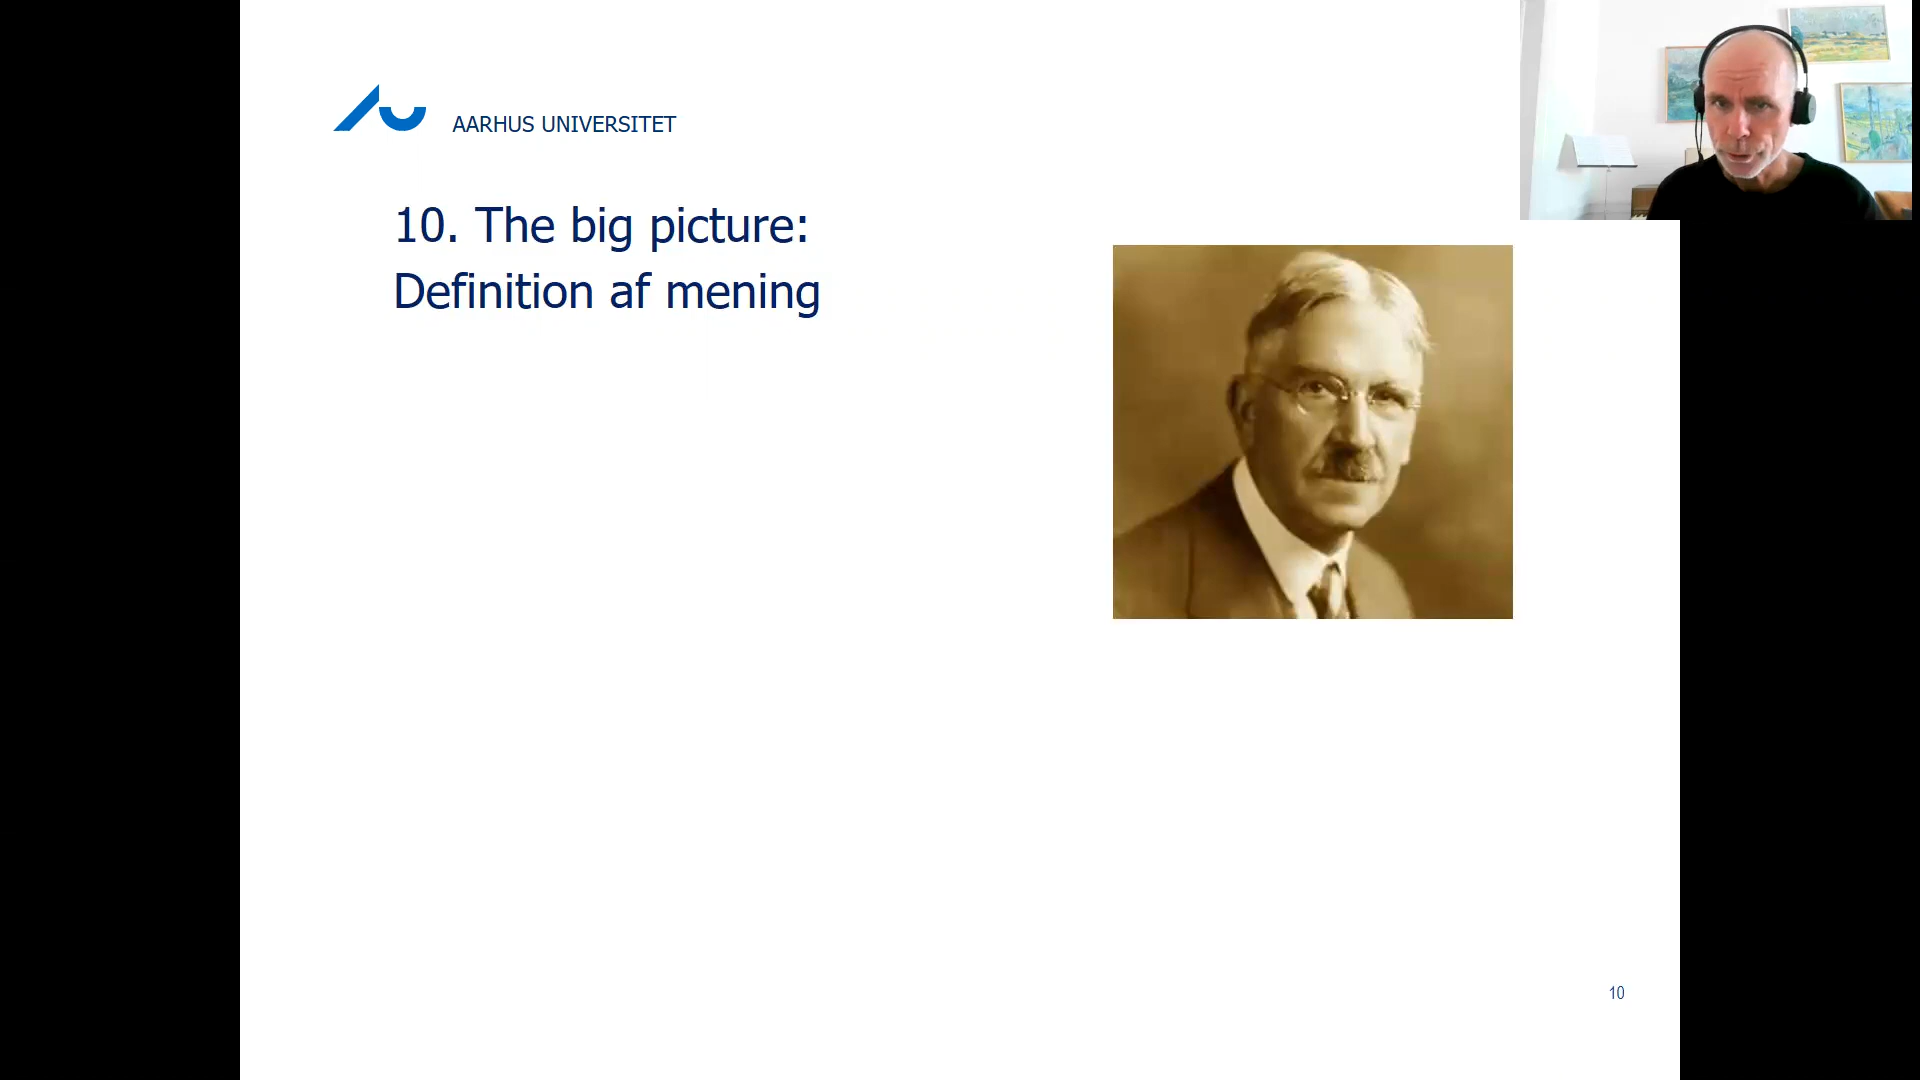 AARHUS UNIVERSITET
10. The big picture:
Definition af mening
10